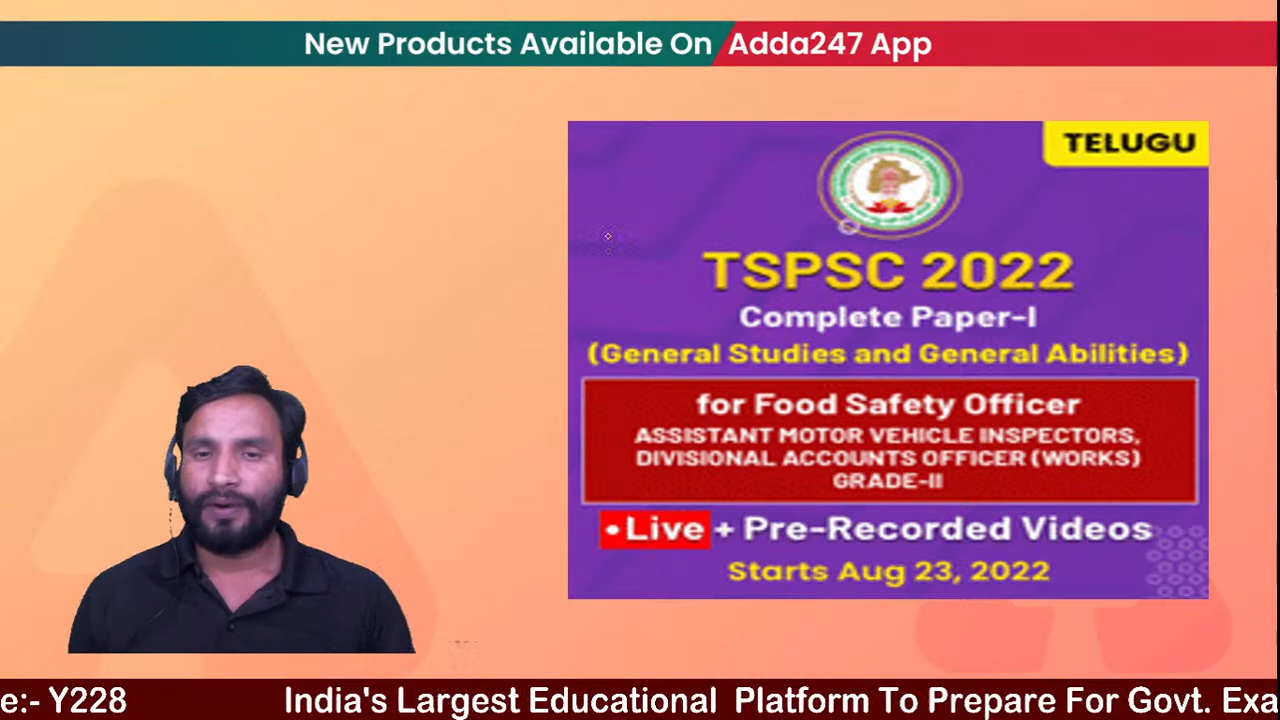 New Products Available On Adda247 App
TELUGU
TSPSC 2022
Complete Paper-I
(General Studies and General Abilities)
for Food Safety Officer
ASSISTANT MOTOR VEHICLE INSPECTORS,
DIVISIONAL ACCOUNTS OFFICER (WORKS)
GRADE-II
• Live + Pre-Recorded Videos
Starts Aug 23, 2022
e:- Y228 India's Largest Educational Platform To Prepare For Govt. Exa